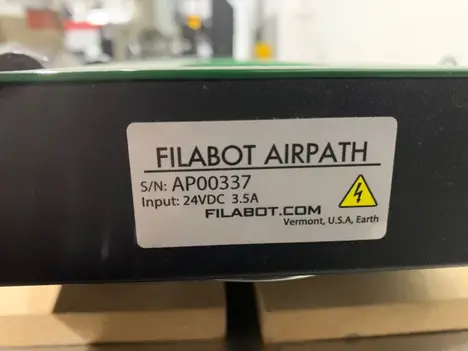 FILABOT AIRPATH
S/N: AP00337
Input: 24VDC 3.5A
FILABOT.COM
Vermont, U.S.A, Earth